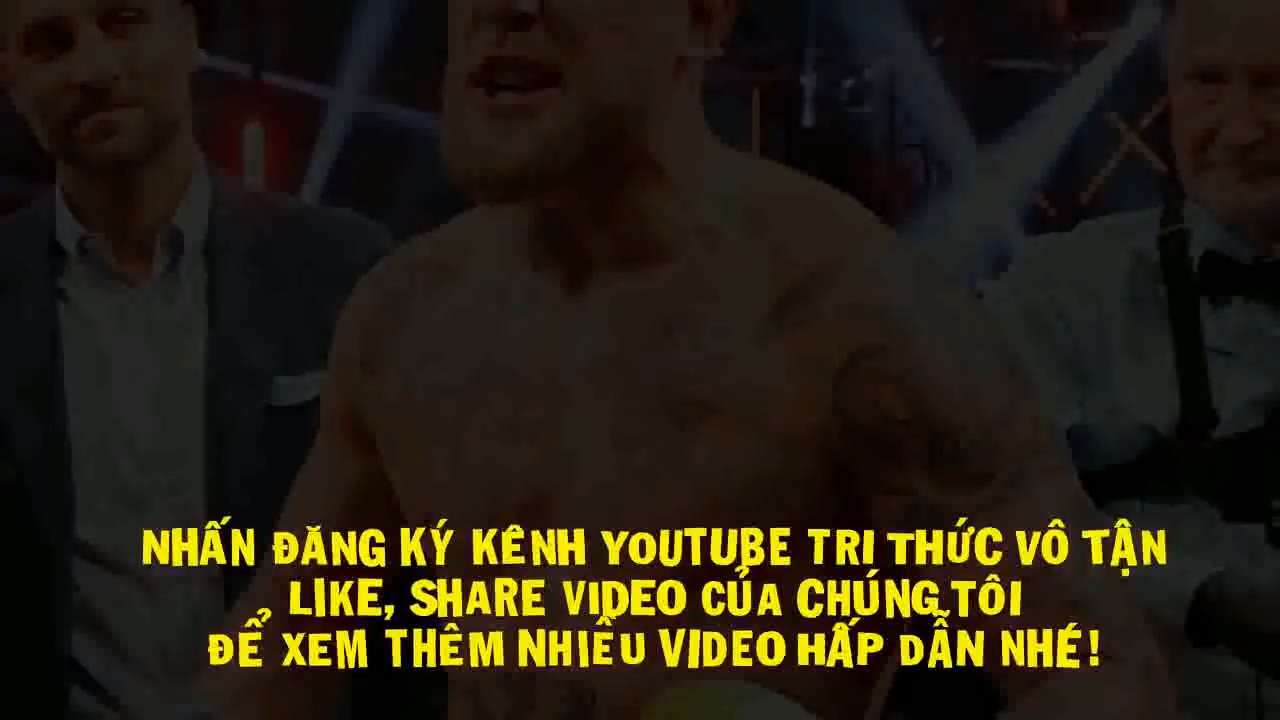 NHẤN ĐĂNG KÝ KÊNH YOUTUBE TRI THỨC VÔ TẬN
LIKE, SHARE VIDEO CỦA CHÚNG TÔI
ĐỂ XEM THÊM NHIỀU VIDEO HẤP DẪN NHÉ!